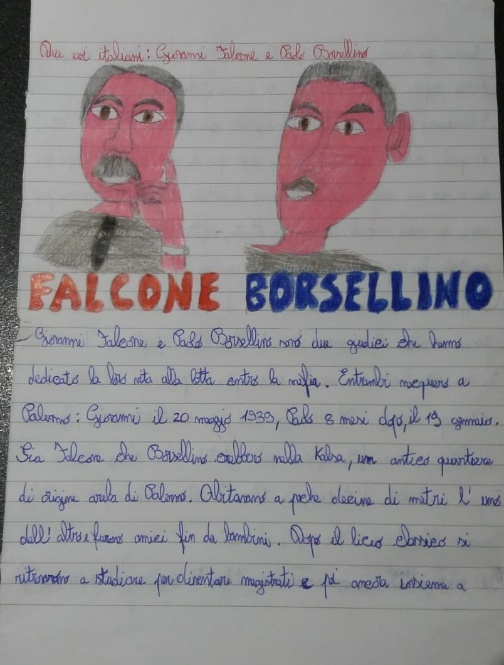 Due eroi italiani: Giovanni Falcone e Paolo Borsellino
FALCONE BORSELLINO
Giovanni Falcone e Paolo Borsellino sono due giudici che hanno
dedicato la loro vita alla lotta contro la mafia. Entrambi nacquero a
Palermo: Giovanni il 20 maggio 1939, Paolo 8 mesi dopo, il 19 gennaio.
Sia Falcone che Borsellino crebbero nella Kalsa, un antico quartiere
di origine araba di Palermo. Abitavano a poche decine di metri l'uno
dell'altro e furono amici fin da bambini. Dopo il liceo classico si
ritrovarono a studiare per diventare magistrati e poi ancora insieme a